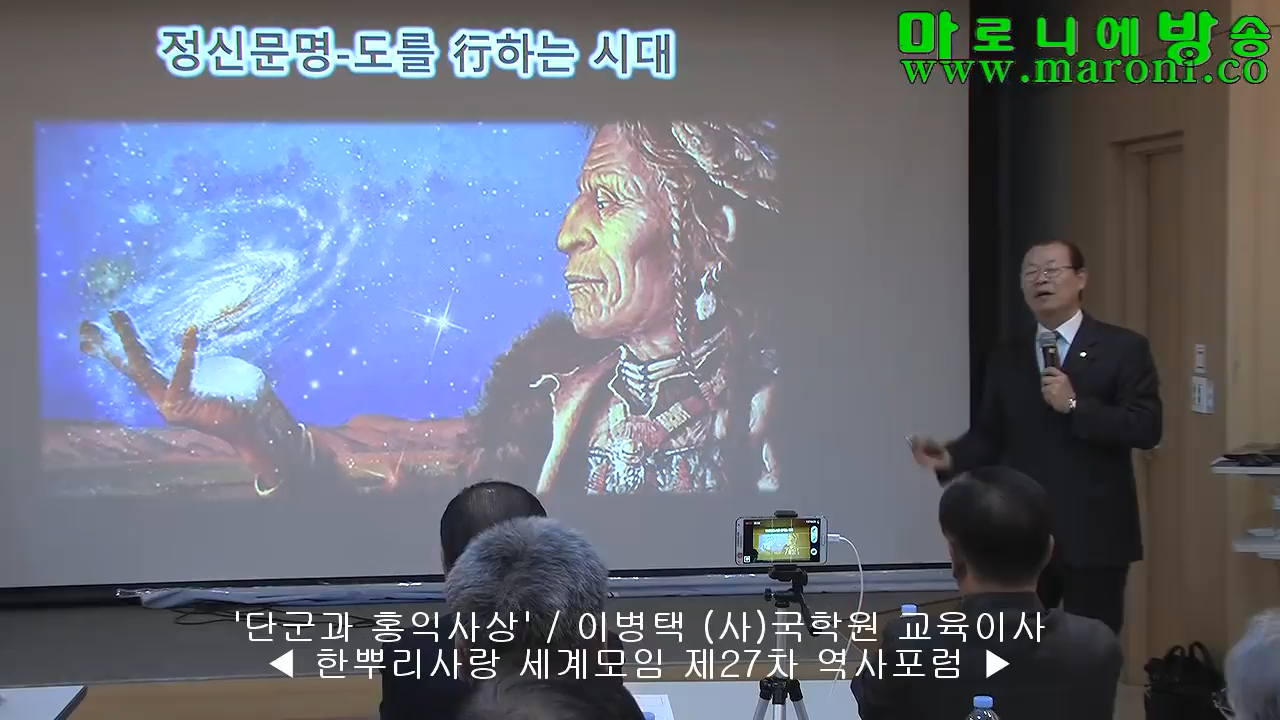 정신문명-도를 行하는 시대
마로니에방송
www.maroni.co
'단군과 홍익사상' / 이병택 (사)국학원 교육이사
◀ 한뿌리사랑 세계모임 제27차 역사포럼 ▶